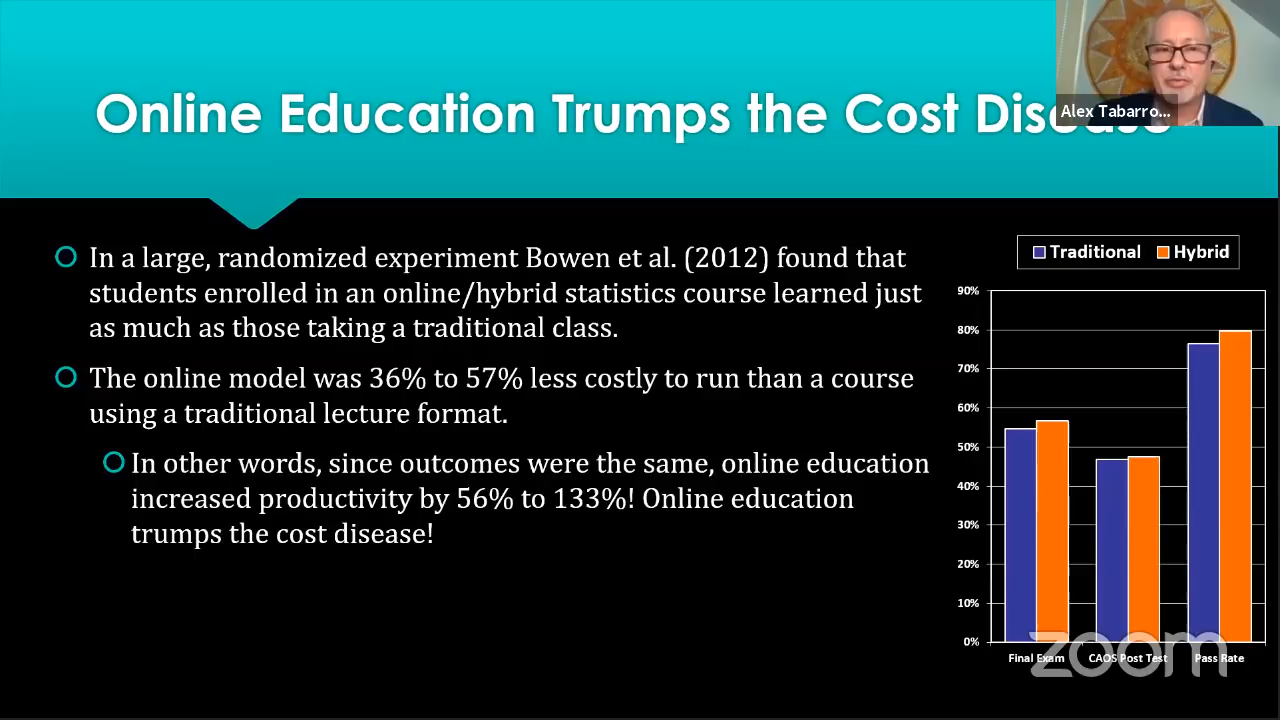 Alex Tabarro...
Online Education Trumps the Cost Disease
Traditional Hybrid
In a large, randomized experiment Bowen et al. (2012) found that
students enrolled in an online/hybrid statistics course learned just
as much as those taking a traditional class.
The online model was 36% to 57% less costly to run than a course
using a traditional lecture format.
In other words, since outcomes were the same, online education
increased productivity by 56% to 133%! Online education
trumps the cost disease!
90%
80%
70%
60%
50%
40%
30%
20%
10%
0%
Final Exam CAOS Post Test Pass Rate
zoom